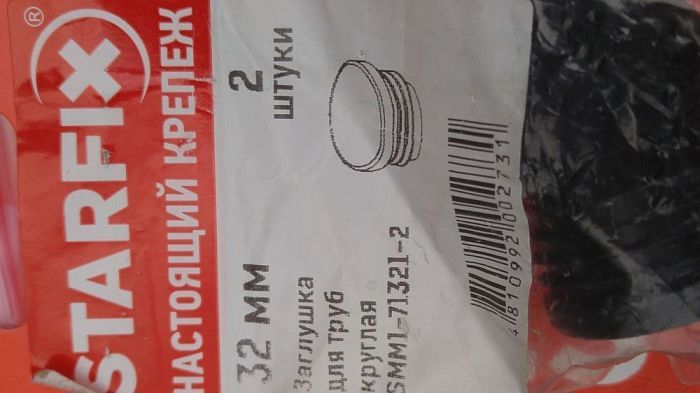 STARFIX®
НАСТОЯЩИЙ КРЕПЕЖ
32 мм
2
штуки
Заглушка
для труб
круглая
SMM1-71321-2
4810992002731